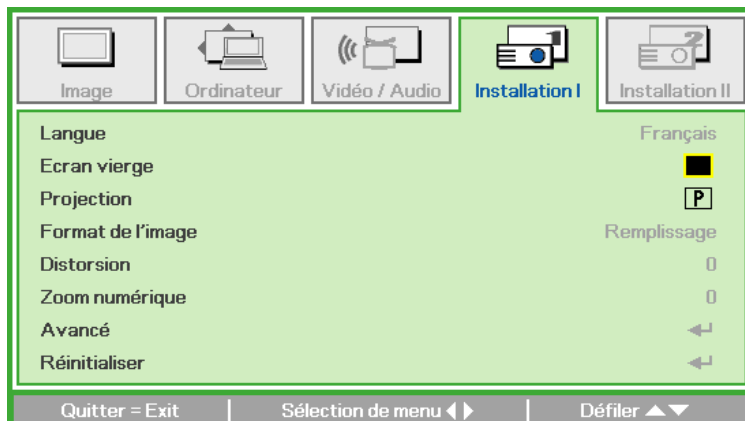 Image Ordinateur Vidéo / Audio Installation I Installation II
Langue Français
Ecran vierge
Projection P
Format de l'image Remplissage
Distorsion 0
Zoom numérique 0
Avancé
Réinitialiser
Quitter = Exit Sélection de menu Défiler